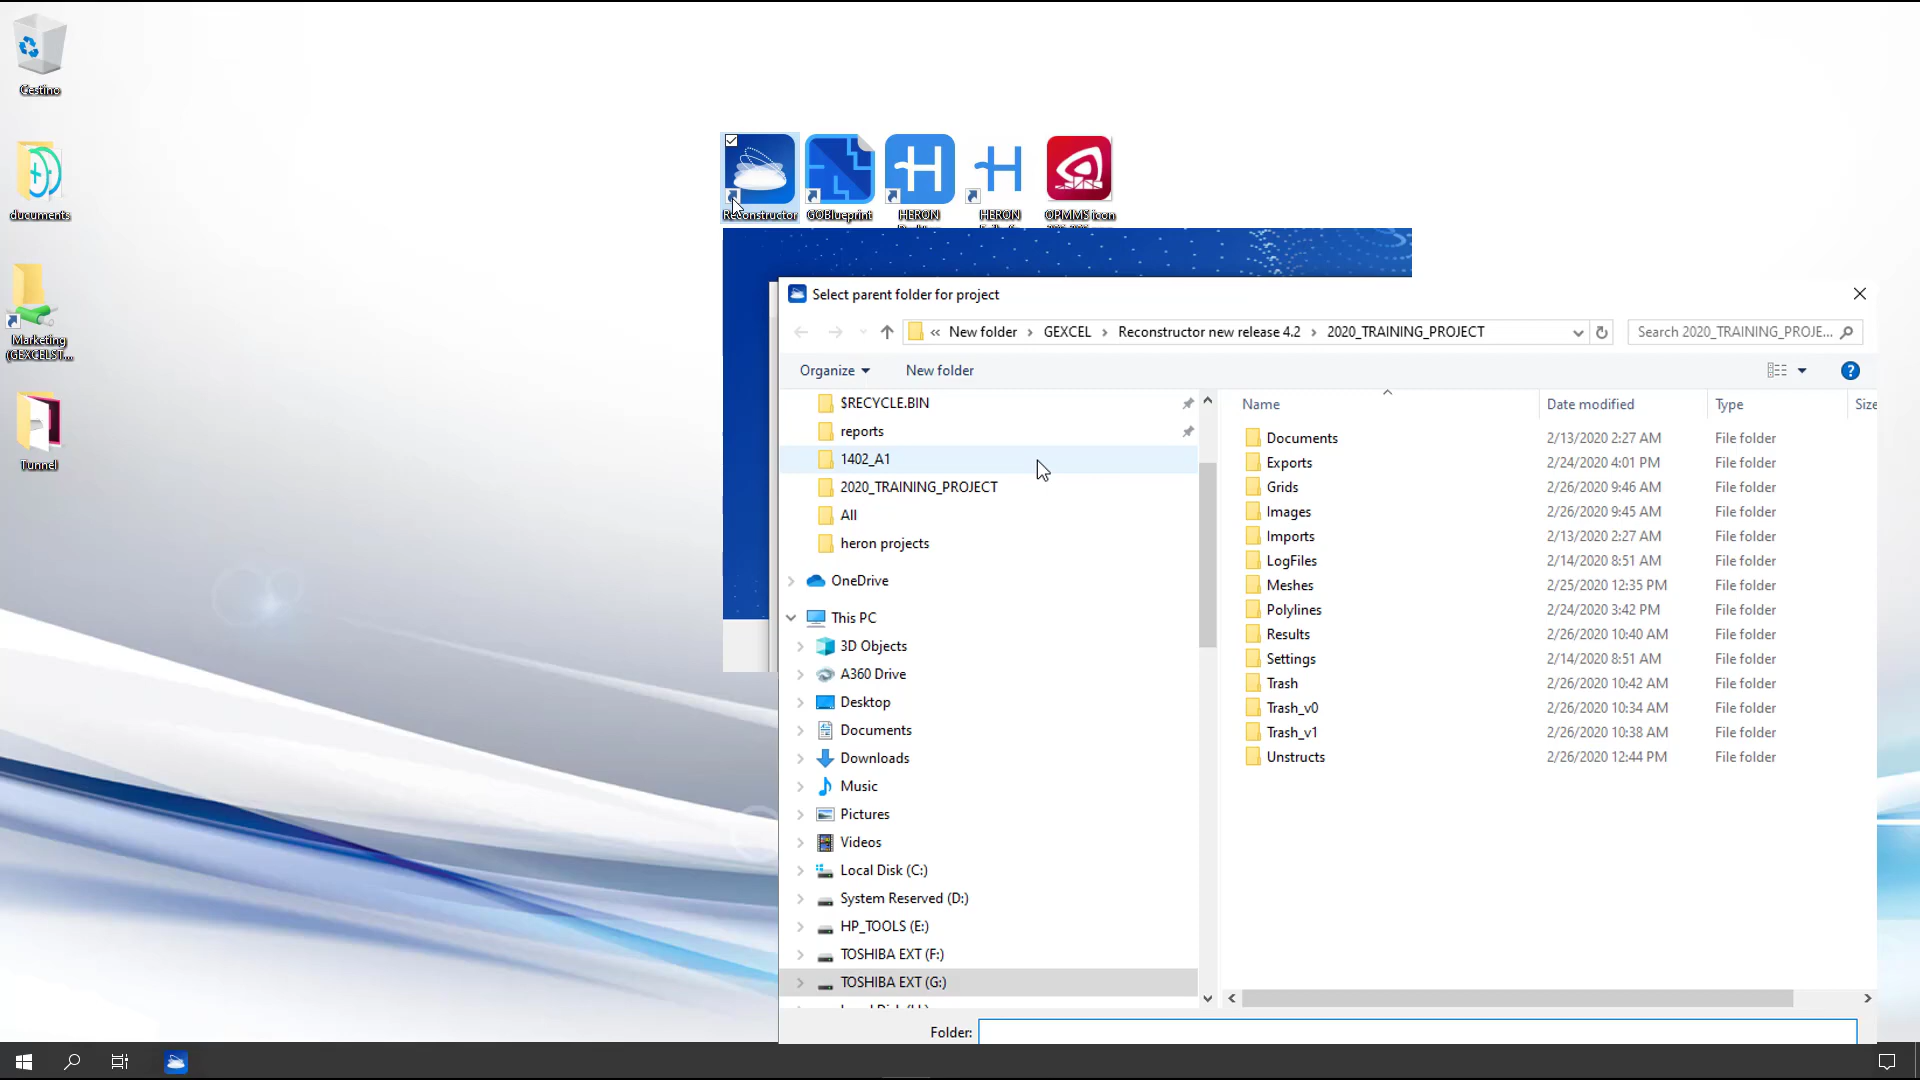 Cestino
documents
Marketing
(GEXCELST...
Tunnel
Reconstructor
GOBlueprint
HERON
HERON
OPMMS icon
Select parent folder for project
« New folder › GEXCEL › Reconstructor new release 4.2 › 2020_TRAINING_PROJECT
Search 2020_TRAINING_PROJE...
Organize
New folder
$RECYCLE.BIN
reports
1402_A1
2020_TRAINING_PROJECT
All
heron projects
OneDrive
This PC
3D Objects
A360 Drive
Desktop
Documents
Downloads
Music
Pictures
Videos
Local Disk (C:)
System Reserved (D:)
HP_TOOLS (E:)
TOSHIBA EXT (F:)
TOSHIBA EXT (G:)
Name Date modified Type Size
Documents 2/13/2020 2:27 AM File folder
Exports 2/24/2020 4:01 PM File folder
Grids 2/26/2020 9:46 AM File folder
Images 2/26/2020 9:45 AM File folder
Imports 2/13/2020 2:27 AM File folder
LogFiles 2/14/2020 8:51 AM File folder
Meshes 2/25/2020 12:35 PM File folder
Polylines 2/24/2020 3:42 PM File folder
Results 2/26/2020 10:40 AM File folder
Settings 2/14/2020 8:51 AM File folder
Trash 2/26/2020 10:42 AM File folder
Trash_v0 2/26/2020 10:34 AM File folder
Trash_v1 2/26/2020 10:38 AM File folder
Unstructs 2/26/2020 12:44 PM File folder
Folder: